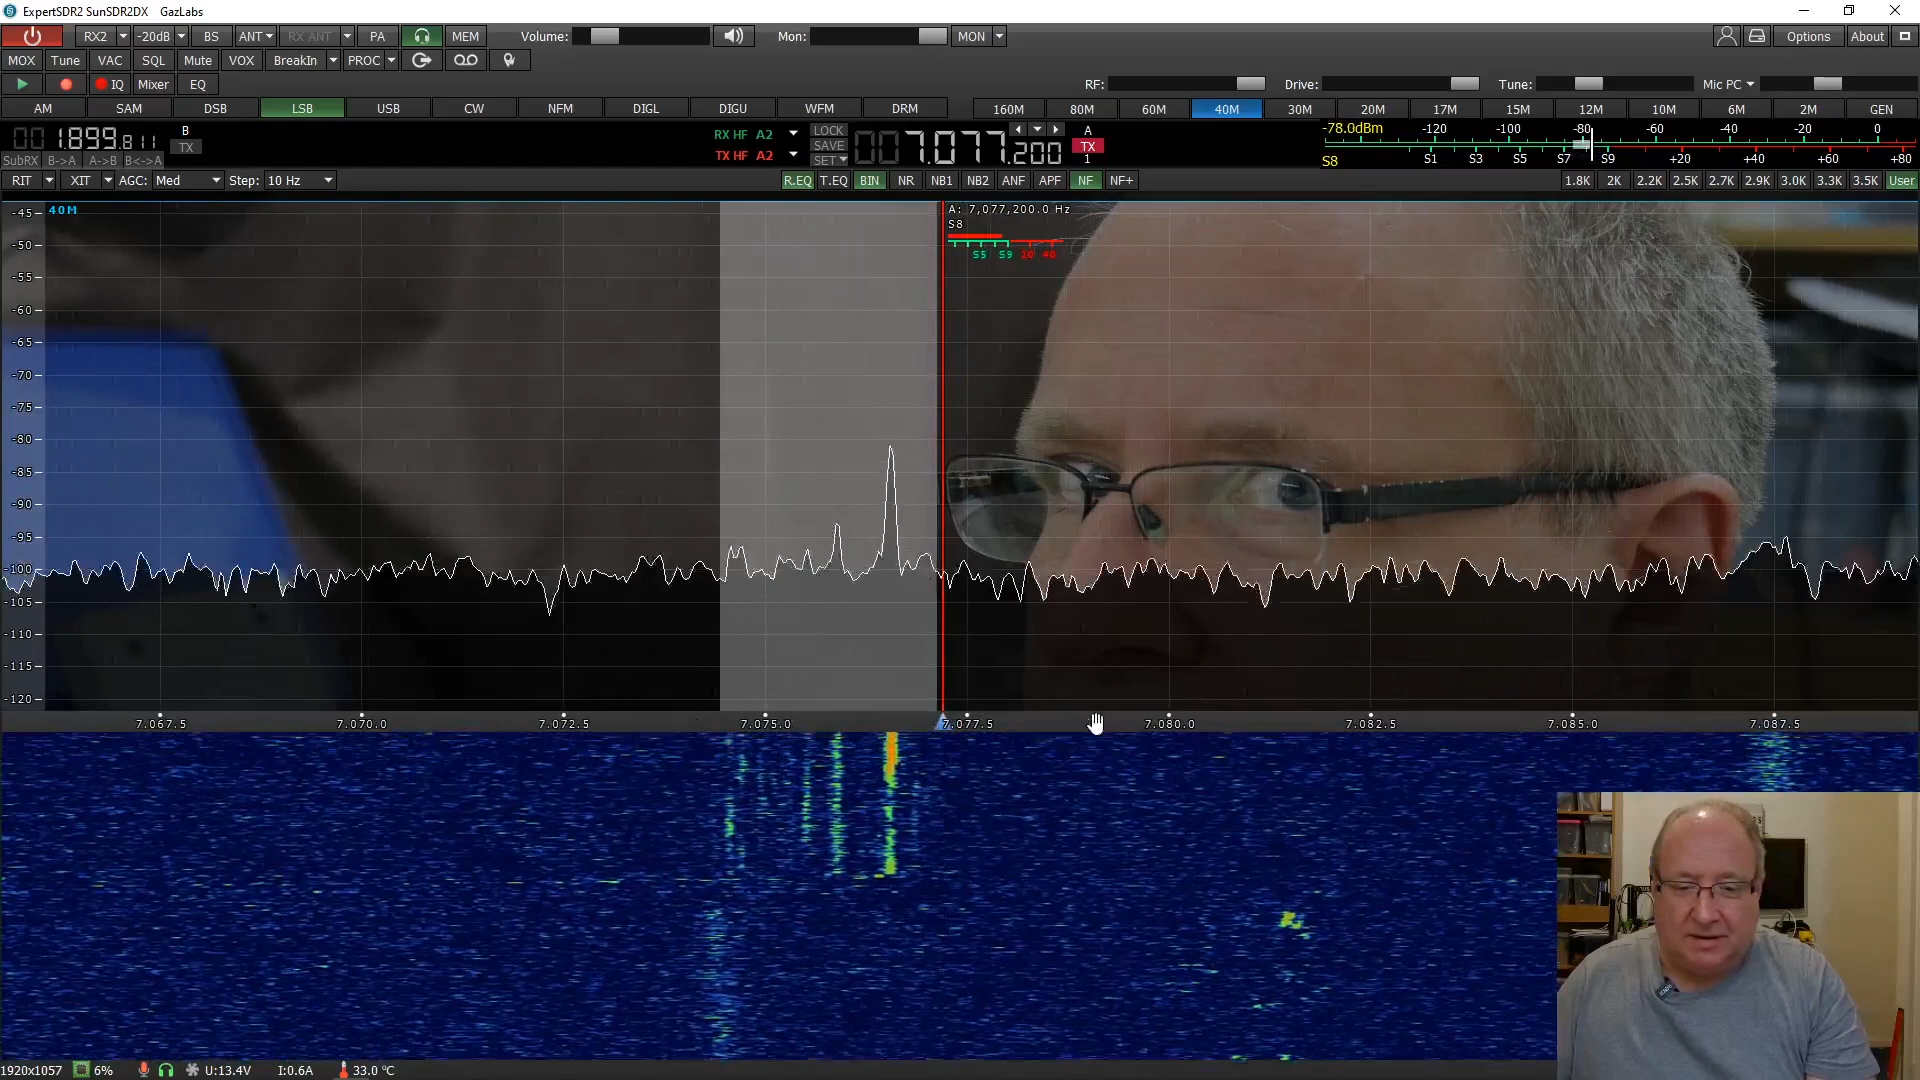 ExpertSDR2 SunSDR2DX GazLabs
RX2 -20dB BS ANT RX ANT PA MEM Volume: Mon: MON Options About
MOX Tune VAC SQL Mute VOX BreakIn PROC
IQ Mixer EQ RF: Drive: Tune: Mic PC
AM SAM DSB LSB USB CW NFM DIGL DIGU WFM DRM 160M 80M 60M 40M 30M 20M 17M 15M 12M 10M 6M 2M GEN
00 1.899.811 B TX RX HF A2 LOCK 007.077.200 A TX 1 -78.0dBm -120 -100 -80 -60 -40 -20 0
SubRX B->A A->B B<->A TX HF A2 SAVE SET S8 S1 S3 S5 S7 S9 +20 +40 +60 +80
RIT XIT AGC: Med Step: 10 Hz R.EQ T.EQ BIN NR NB1 NB2 ANF APF NF NF+ 1.8K 2K 2.2K 2.5K 2.7K 2.9K 3.0K 3.3K 3.5K User
-45 40M A: 7,077,200.0 Hz
S8
-50
S5 S9 20 40
-55
-60
-65
-70
-75
-80
-85
-90
-95
-100
-105
-110
-115
-120
7.067.5 7.070.0 7.072.5 7.075.0 7.077.5 7.080.0 7.082.5 7.085.0 7.087.5
1920x1057 6% U:13.4V I:0.6A 33.0 °C